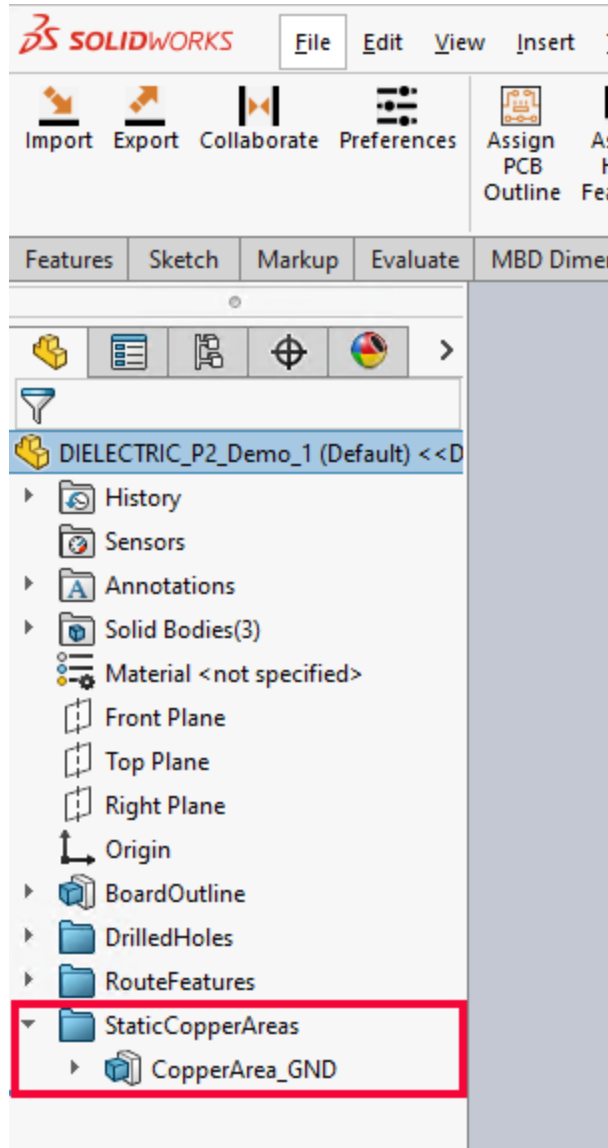 SOLIDWORKS File Edit View Insert
Import Export Collaborate Preferences Assign
PCB
Outline
Features Sketch Markup Evaluate MBD
DIELECTRIC_P2_Demo_1 (Default) <<D
History
Sensors
A Annotations
Solid Bodies(3)
Material <not specified>
Front Plane
Top Plane
Right Plane
Origin
BoardOutline
DrilledHoles
RouteFeatures
StaticCopperAreas
CopperArea_GND